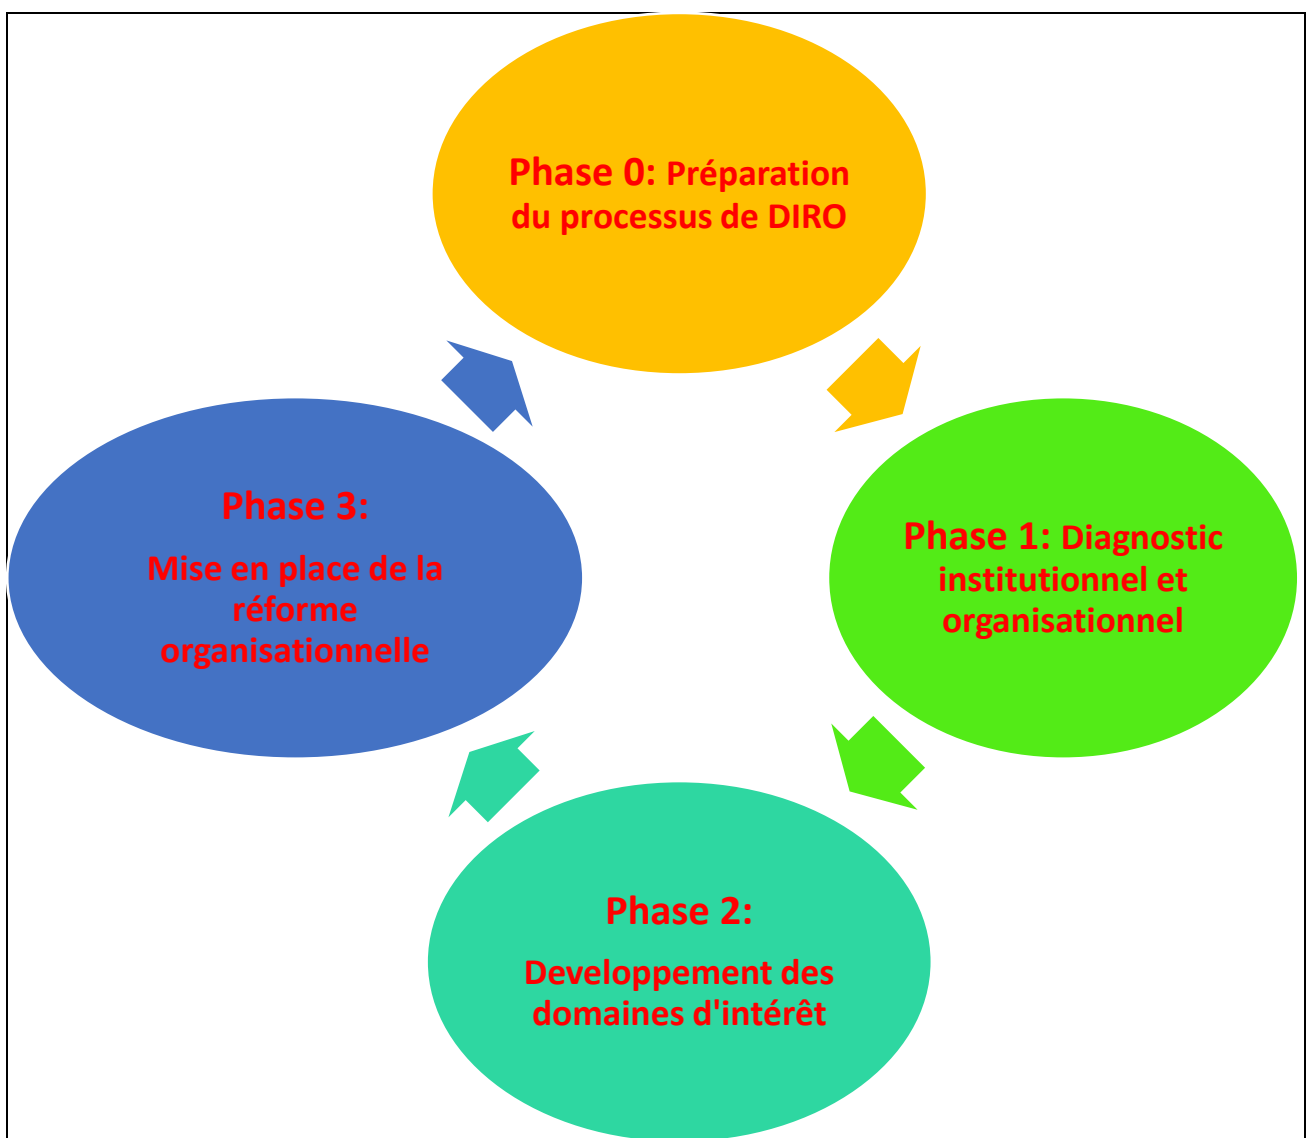 Phase 0: Préparation
du processus de DIRO
Phase 1: Diagnostic
institutionnel et
organisationnel
Phase 2:
Developpement des
domaines d'intérêt
Phase 3:
Mise en place de la
réforme
organisationnelle